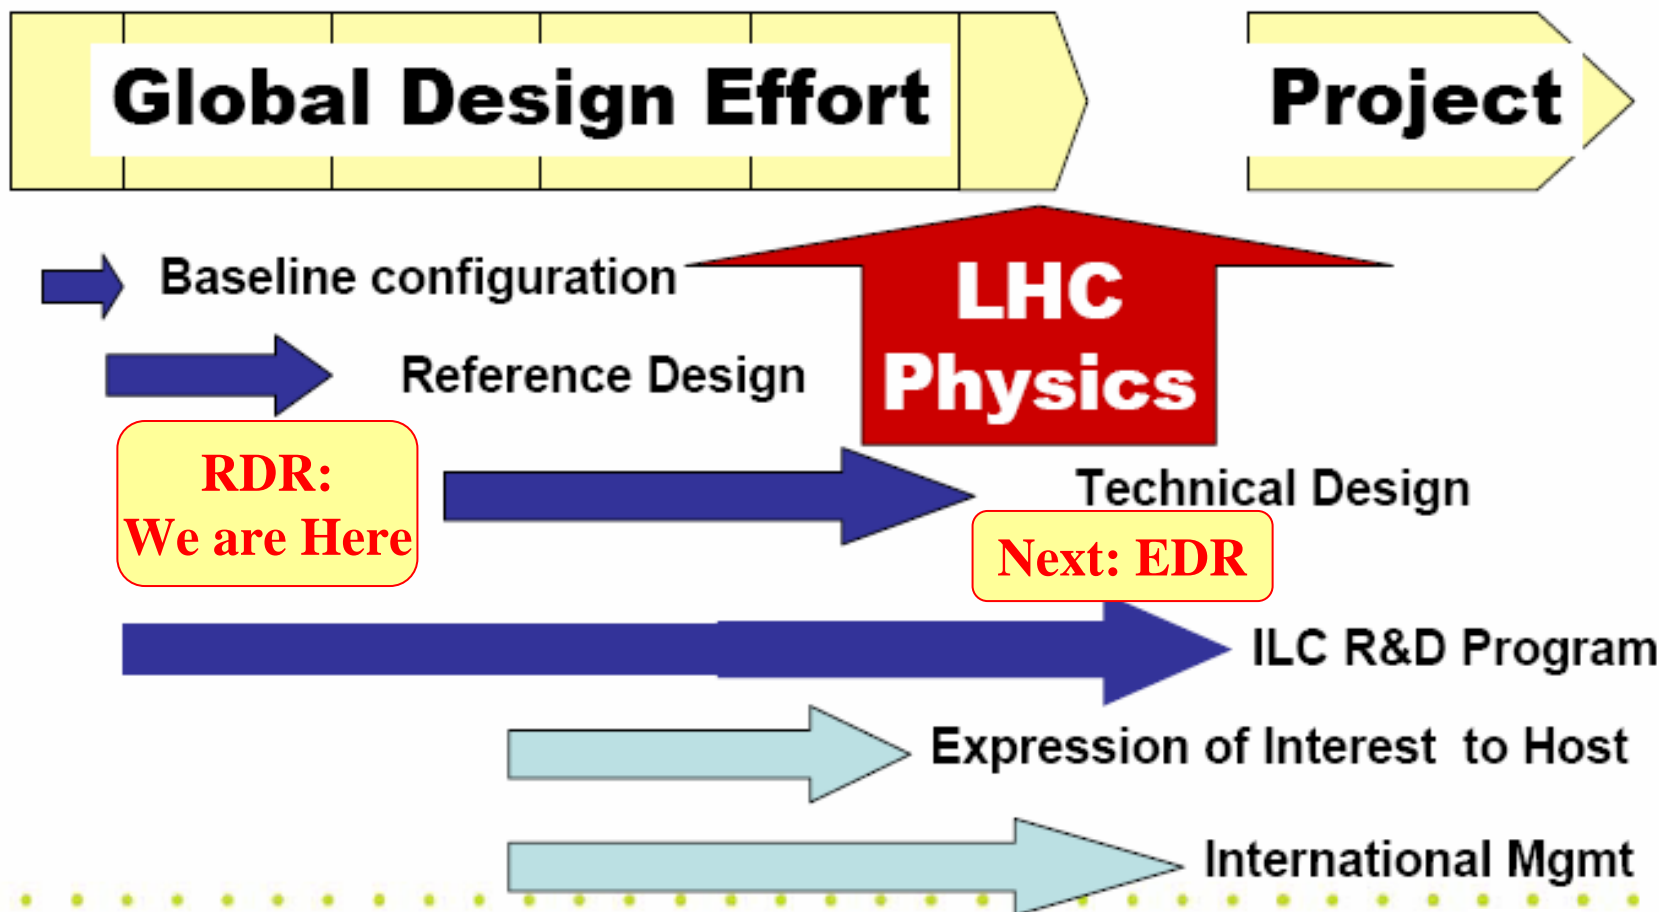 Global Design Effort
Project
Baseline configuration
LHC
Physics
Reference Design
RDR:
We are Here
Technical Design
Next: EDR
ILC R&D Program
Expression of Interest to Host
International Mgmt